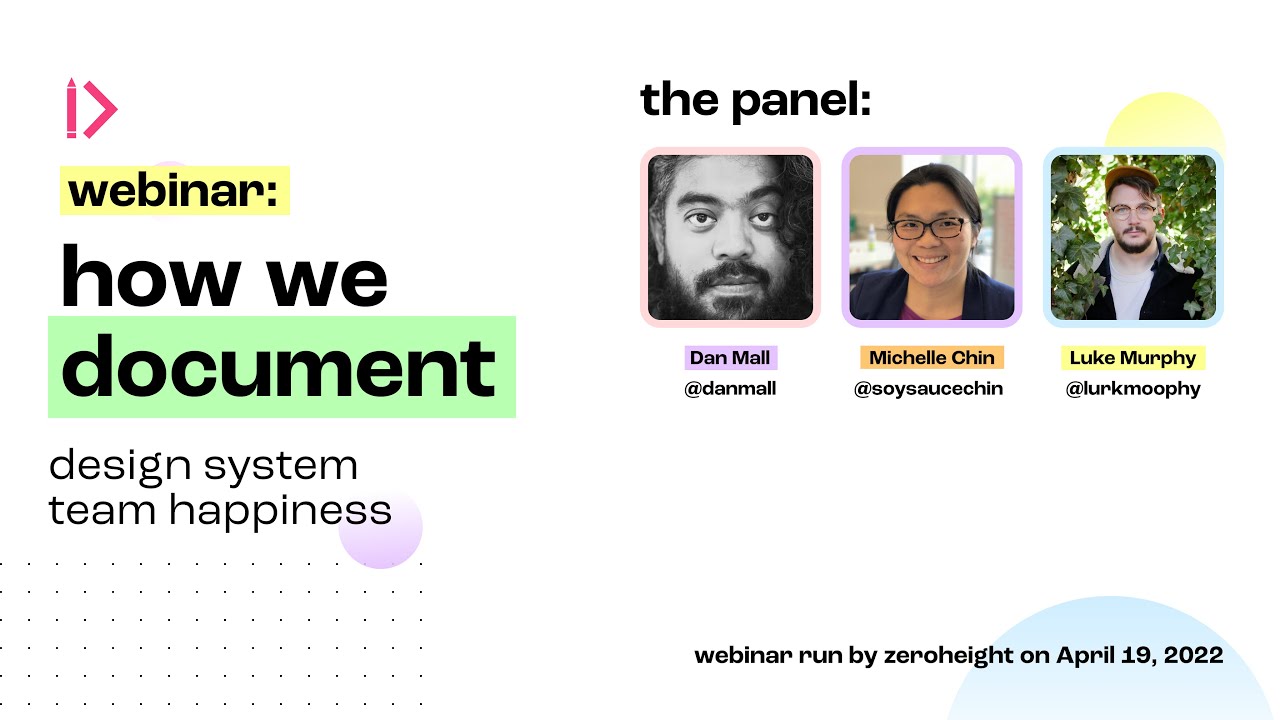 webinar:
how we
document
design system
team happiness
the panel:
Dan Mall
@danmall
Michelle Chin
@soysaucechin
Luke Murphy
@lurkmoophy
webinar run by zeroheight on April 19, 2022